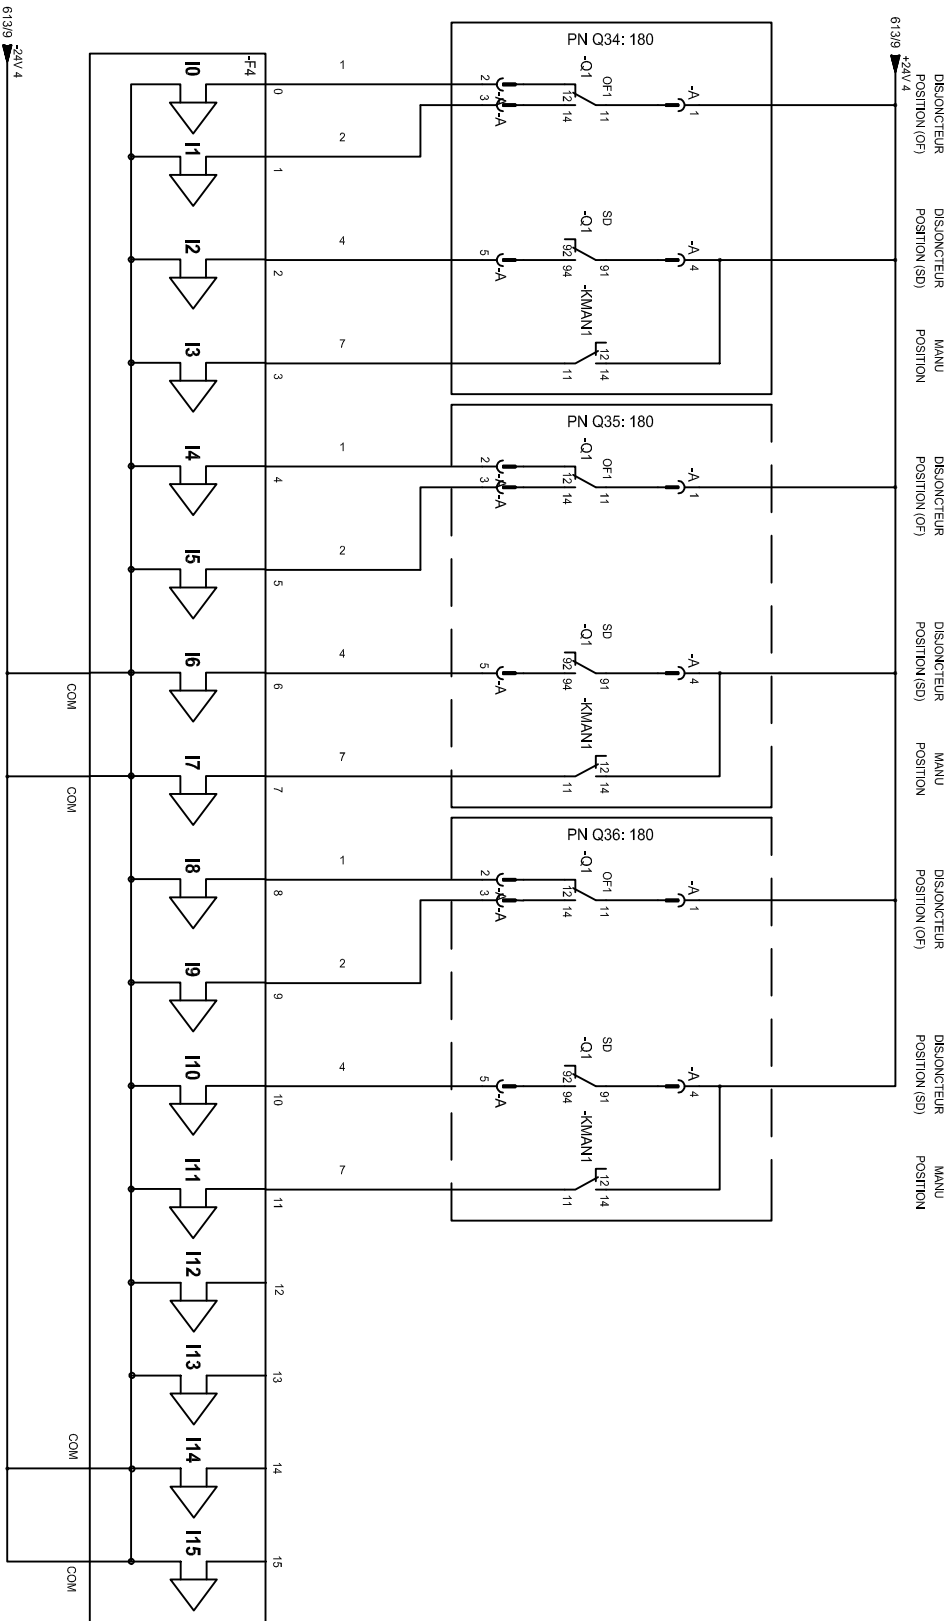 613/9 +24V 4
DISJONCTEUR
POSITION (OF)
DISJONCTEUR
POSITION (SD)
MANU
POSITION
DISJONCTEUR
POSITION (OF)
DISJONCTEUR
POSITION (SD)
MANU
POSITION
DISJONCTEUR
POSITION (OF)
DISJONCTEUR
POSITION (SD)
MANU
POSITION
PN Q34: 180
-A 1
-Q1 OF1
11
12 14
2 -A
3 -A
-A 4
-Q1 SD
91
92 94
5 -A
-KMAN1
12 14
11
PN Q35: 180
-A 1
-Q1 OF1
11
12 14
2 -A
3 -A
-A 4
-Q1 SD
91
92 94
5 -A
-KMAN1
12 14
11
PN Q36: 180
-A 1
-Q1 OF1
11
12 14
2 -A
3 -A
-A 4
-Q1 SD
91
92 94
5 -A
-KMAN1
12 14
11
1
2
4
7
1
2
4
7
1
2
4
7
-F4
0
1
2
3
4
5
6
7
8
9
10
11
12
13
14
15
I0
I1
I2
I3
I4
I5
I6
I7
I8
I9
I10
I11
I12
I13
I14
I15
COM
COM
COM
COM
613/9 -24V 4